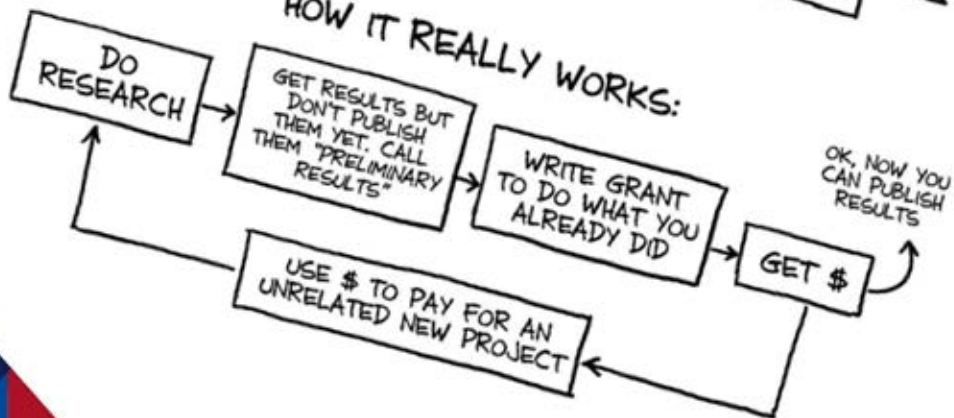 HOW IT REALLY WORKS:
DO
RESEARCH
GET RESULTS BUT
DON'T PUBLISH
THEM YET. CALL
THEM "PRELIMINARY
RESULTS"
WRITE GRANT
TO DO WHAT YOU
ALREADY DID
GET $
OK, NOW YOU
CAN PUBLISH
RESULTS
USE $ TO PAY FOR AN
UNRELATED NEW PROJECT